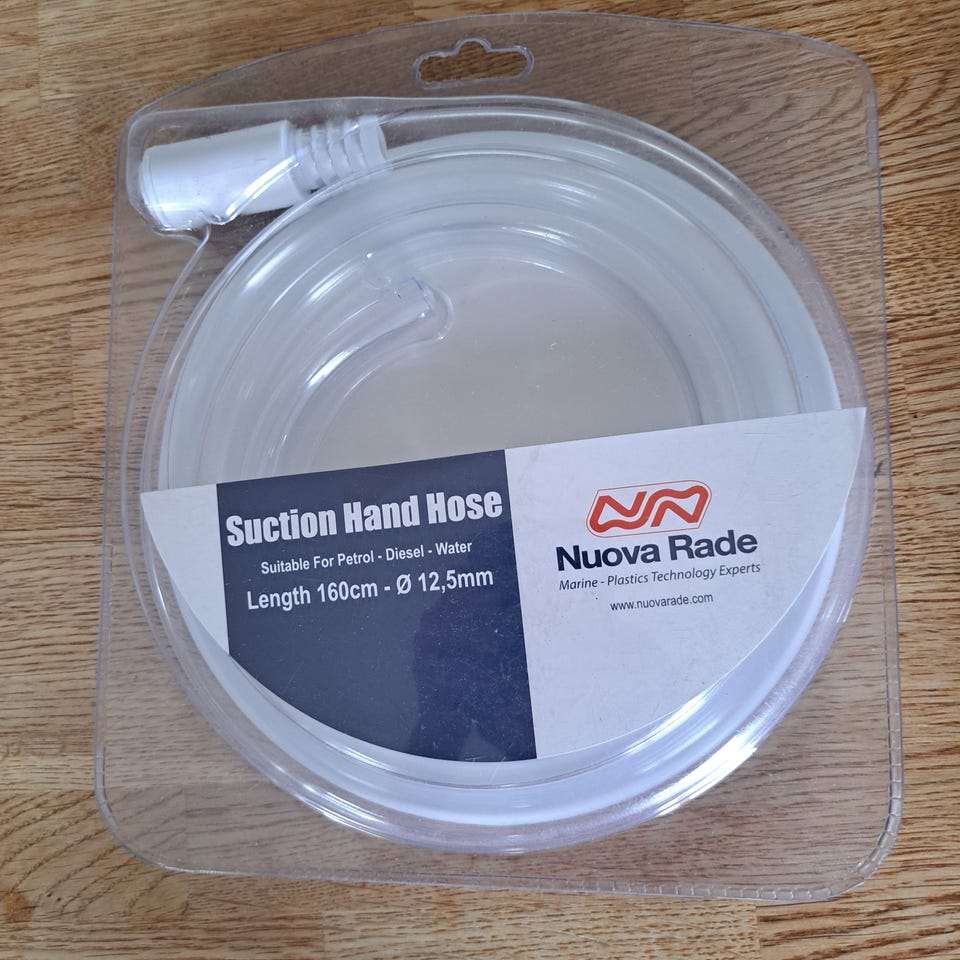 Suction Hand Hose
Suitable For Petrol - Diesel - Water
Length 160cm - Ø 12,5mm
Nuova Rade
Marine - Plastics Technology Experts
www.nuovarade.com